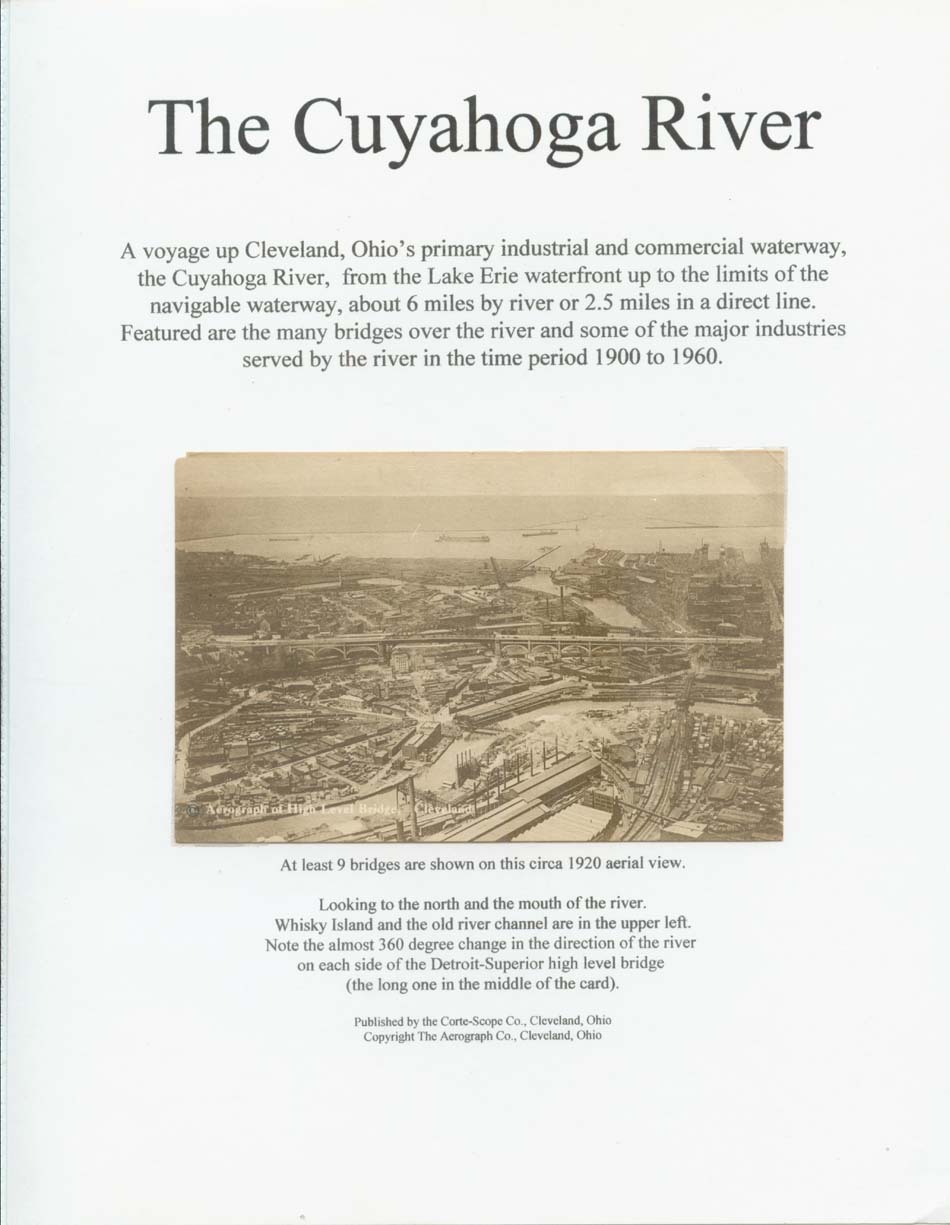 The Cuyahoga River
A voyage up Cleveland, Ohio's primary industrial and commercial waterway,
the Cuyahoga River, from the Lake Erie waterfront up to the limits of the
navigable waterway, about 6 miles by river or 2.5 miles in a direct line.
Featured are the many bridges over the river and some of the major industries
served by the river in the time period 1900 to 1960.
© Aerograph of High Level Bridge, Cleveland
At least 9 bridges are shown on this circa 1920 aerial view.
Looking to the north and the mouth of the river.
Whisky Island and the old river channel are in the upper left.
Note the almost 360 degree change in the direction of the river
on each side of the Detroit-Superior high level bridge
(the long one in the middle of the card).
Published by the Corte-Scope Co., Cleveland, Ohio
Copyright The Aerograph Co., Cleveland, Ohio